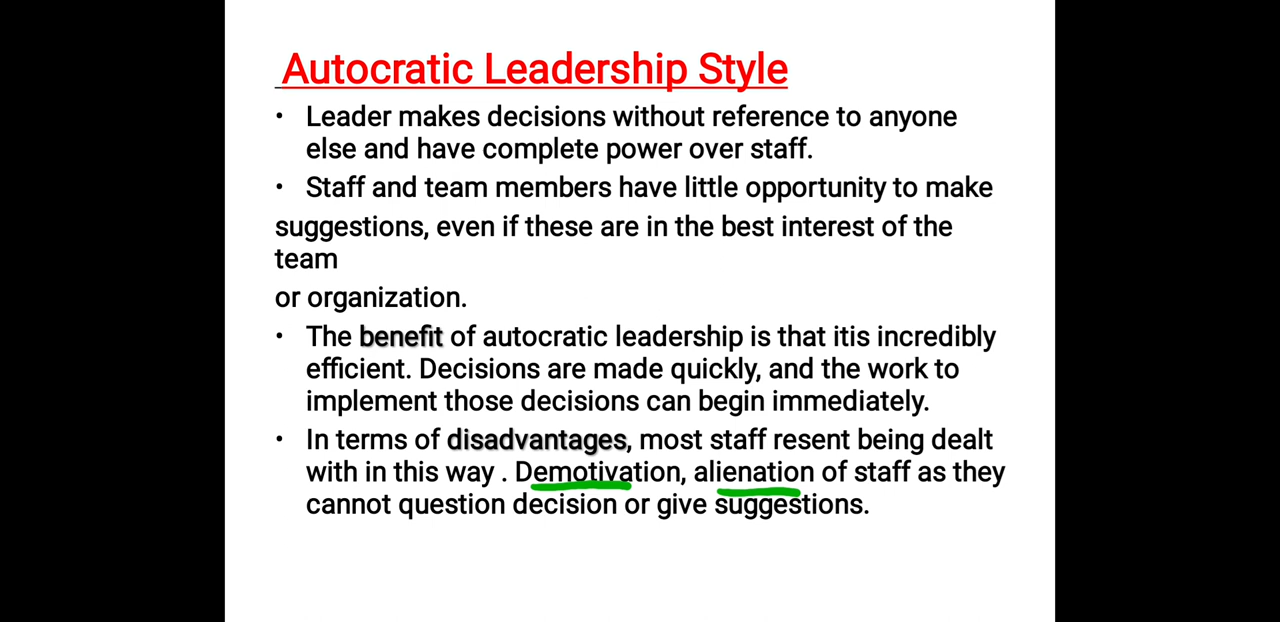 Autocratic Leadership Style
• Leader makes decisions without reference to anyone
else and have complete power over staff.
• Staff and team members have little opportunity to make
suggestions, even if these are in the best interest of the
team
or organization.
• The benefit of autocratic leadership is that itis incredibly
efficient. Decisions are made quickly, and the work to
implement those decisions can begin immediately.
• In terms of disadvantages, most staff resent being dealt
with in this way . Demotivation, alienation of staff as they
cannot question decision or give suggestions.